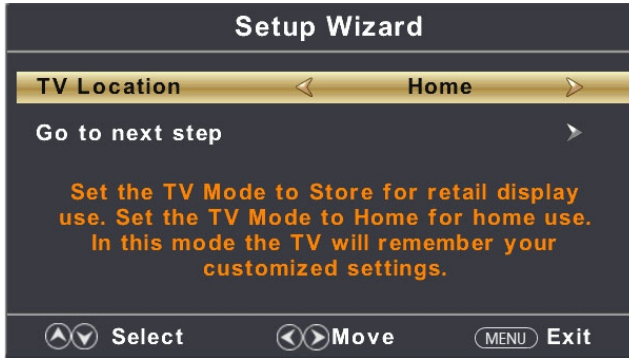 Setup Wizard
TV Location Home
Go to next step
Set the TV Mode to Store for retail display
use. Set the TV Mode to Home for home use.
In this mode the TV will remember your
customized settings.
Select Move MENU Exit